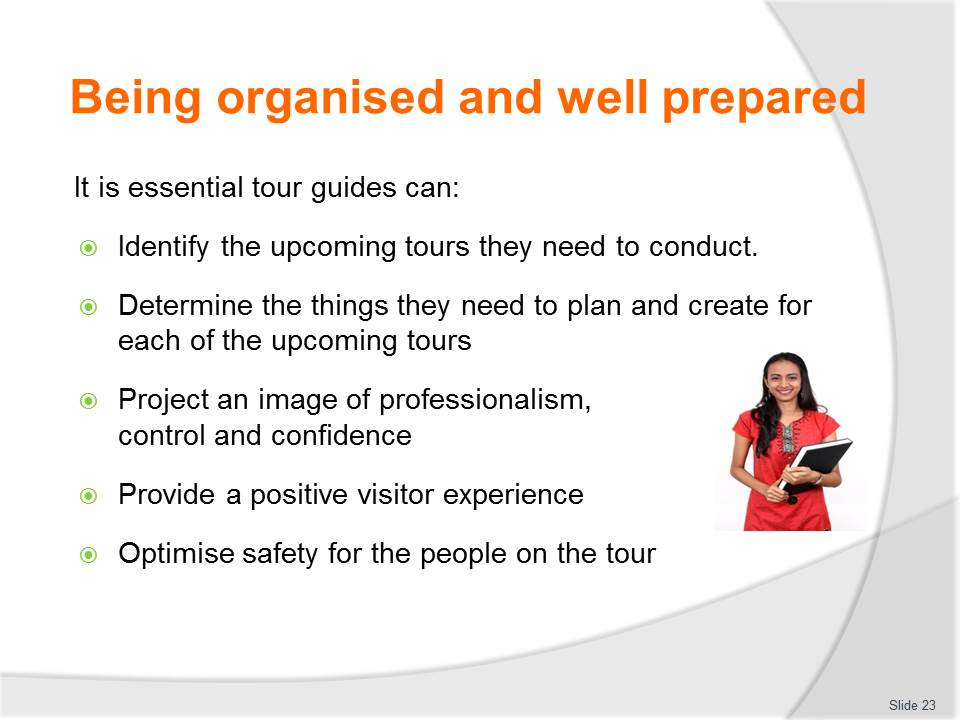 Being organised and well prepared
It is essential tour guides can:
Identify the upcoming tours they need to conduct.
Determine the things they need to plan and create for
each of the upcoming tours
Project an image of professionalism,
control and confidence
Provide a positive visitor experience
Optimise safety for the people on the tour
Slide 23